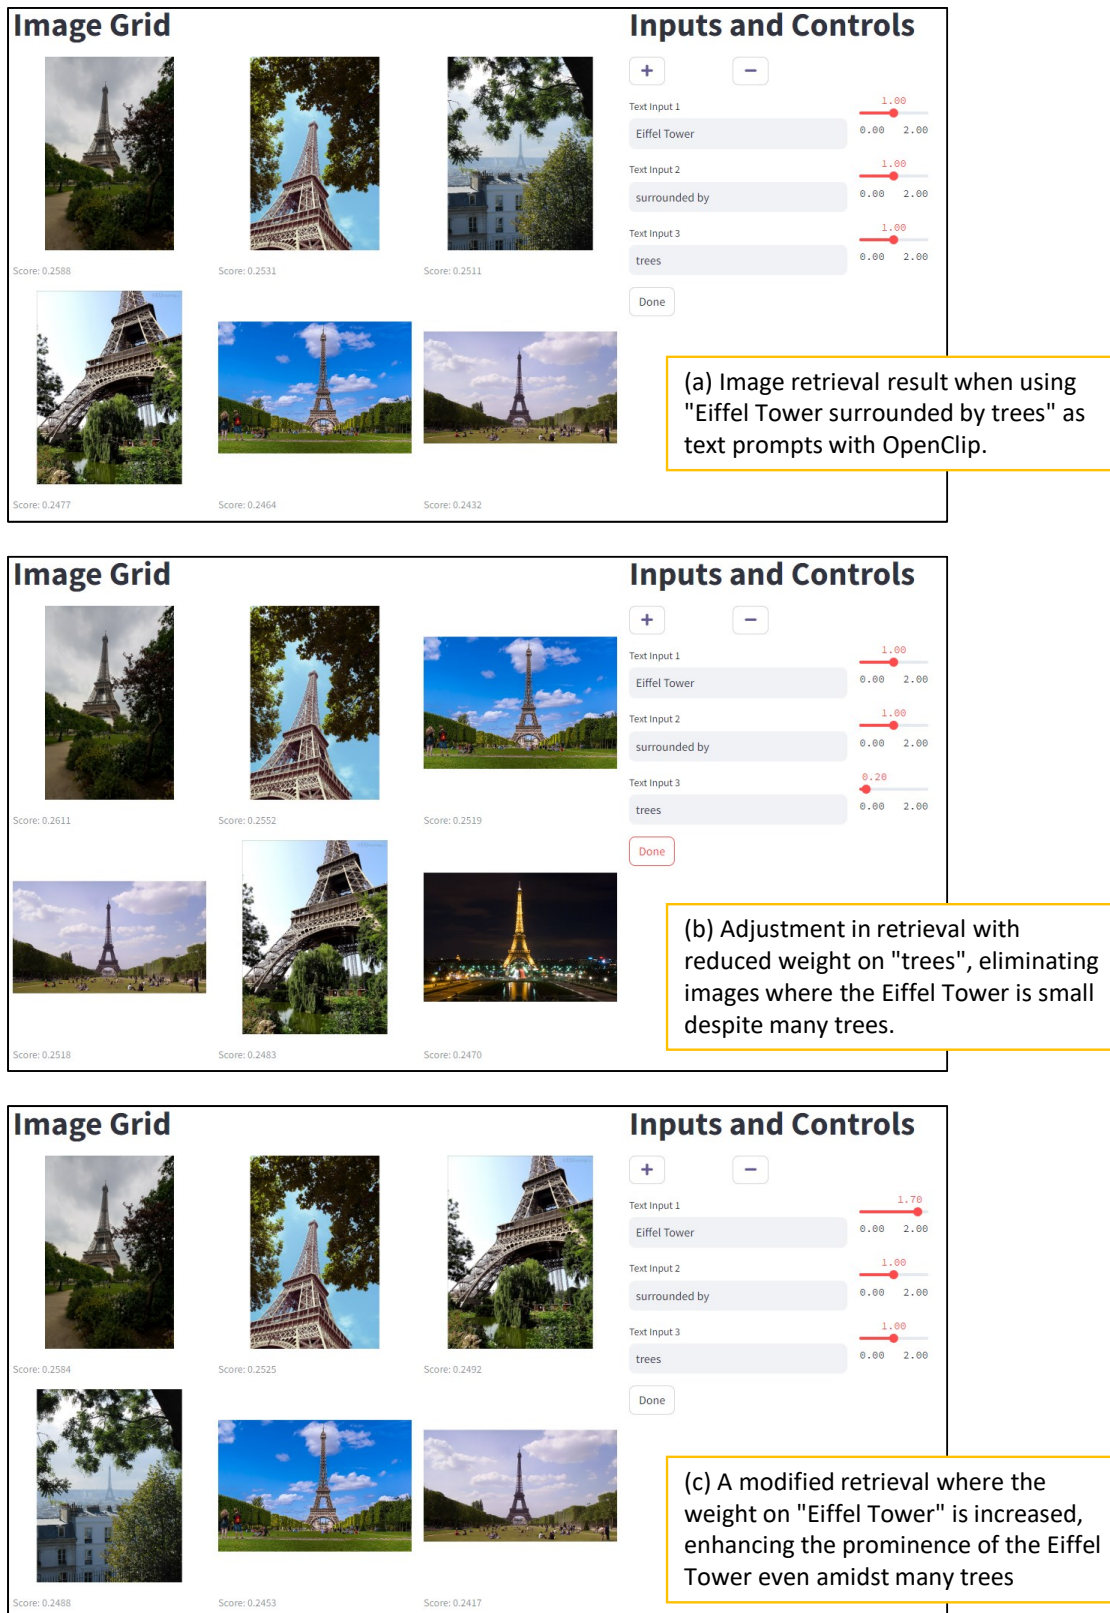 Image Grid
Inputs and Controls
+
−
Text Input 1
1.00
Eiffel Tower
0.00 2.00
Text Input 2
1.00
surrounded by
0.00 2.00
Text Input 3
1.00
trees
0.00 2.00
Done
Score: 0.2588
Score: 0.2531
Score: 0.2511
Score: 0.2477
Score: 0.2464
Score: 0.2432
(a) Image retrieval result when using
"Eiffel Tower surrounded by trees" as
text prompts with OpenClip.
Image Grid
Inputs and Controls
+
−
Text Input 1
1.00
Eiffel Tower
0.00 2.00
Text Input 2
1.00
surrounded by
0.00 2.00
Text Input 3
0.20
trees
0.00 2.00
Done
Score: 0.2611
Score: 0.2552
Score: 0.2519
Score: 0.2518
Score: 0.2483
Score: 0.2470
(b) Adjustment in retrieval with
reduced weight on "trees", eliminating
images where the Eiffel Tower is small
despite many trees.
Image Grid
Inputs and Controls
+
−
Text Input 1
1.70
Eiffel Tower
0.00 2.00
Text Input 2
1.00
surrounded by
0.00 2.00
Text Input 3
1.00
trees
0.00 2.00
Done
Score: 0.2584
Score: 0.2525
Score: 0.2492
Score: 0.2488
Score: 0.2453
Score: 0.2417
(c) A modified retrieval where the
weight on "Eiffel Tower" is increased,
enhancing the prominence of the Eiffel
Tower even amidst many trees